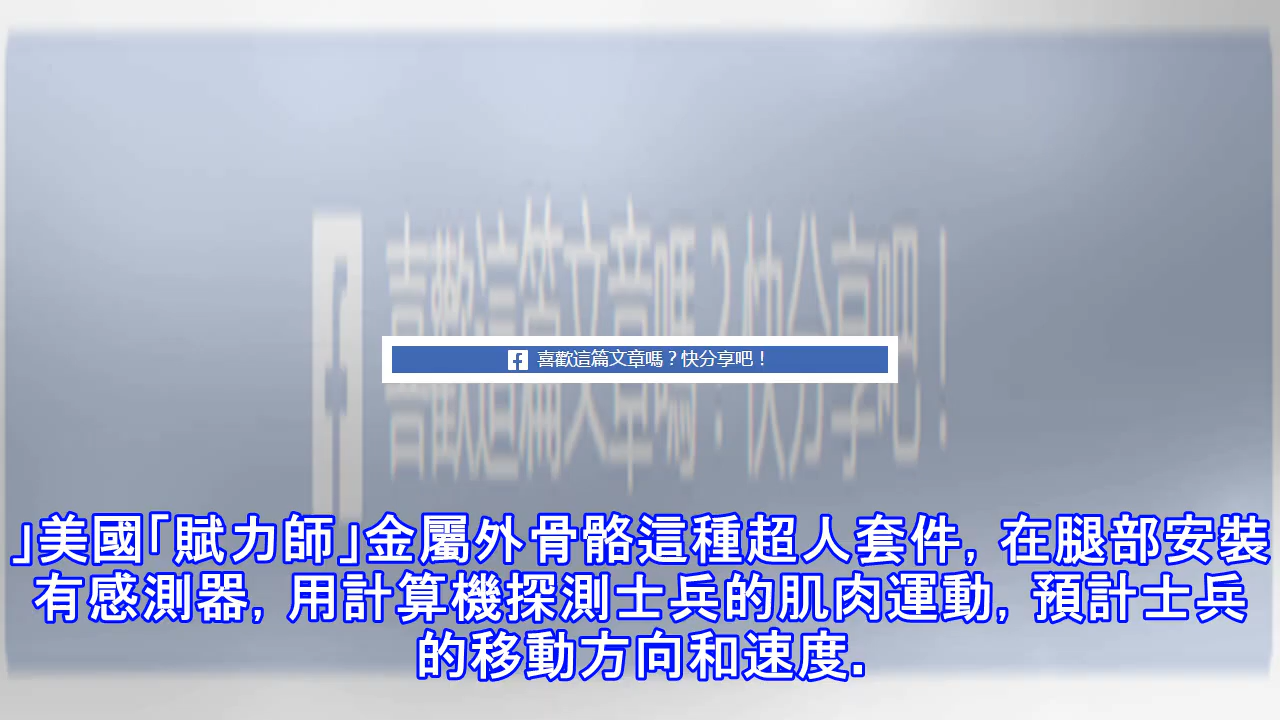 喜歡這篇文章嗎？快分享吧！
喜歡這篇文章嗎？快分享吧！
」美國「賦力師」金屬外骨骼這種超人套件, 在腿部安裝
有感測器, 用計算機探測士兵的肌肉運動, 預計士兵
的移動方向和速度.